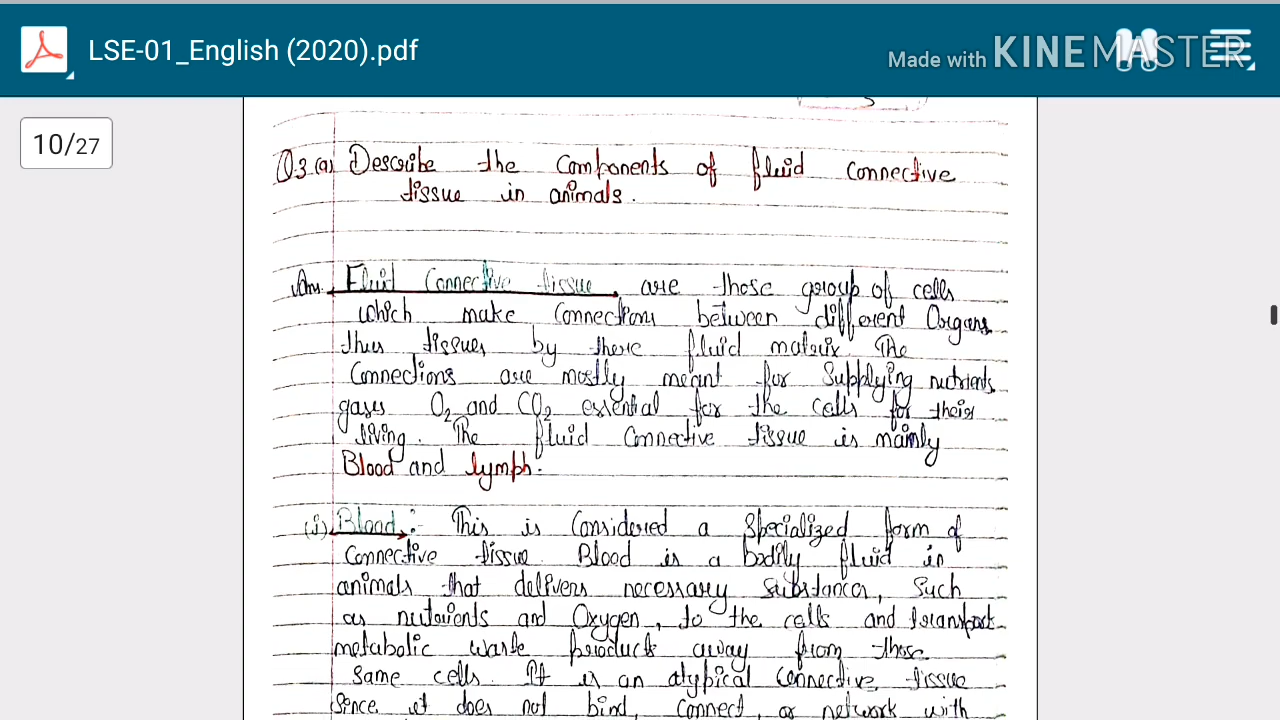 LSE-01_English (2020).pdf
Made with KINEMASTER
10/27
Q3 (a) Describe the Components of fluid connective
tissue in animals.
Ans. Fluid Connective tissue are those group of cells
which make connections between different Organs
thus tissues by there fluid matrix. The
Connections are mostly meant for Supplying nutrients
gases O2 and CO2 essential for the cells for their
living. The fluid connective tissue is mainly
Blood and lymph.
(i) Blood :- This is Considered a Specialized form of
connective tissue. Blood is a bodily fluid in
animals that delivers necessary substances, Such
as nutrients and Oxygen, to the cells and transport
metabolic waste products away from those
Same cells. It is an atypical connective tissue
Since it does not bind, connect, or network with